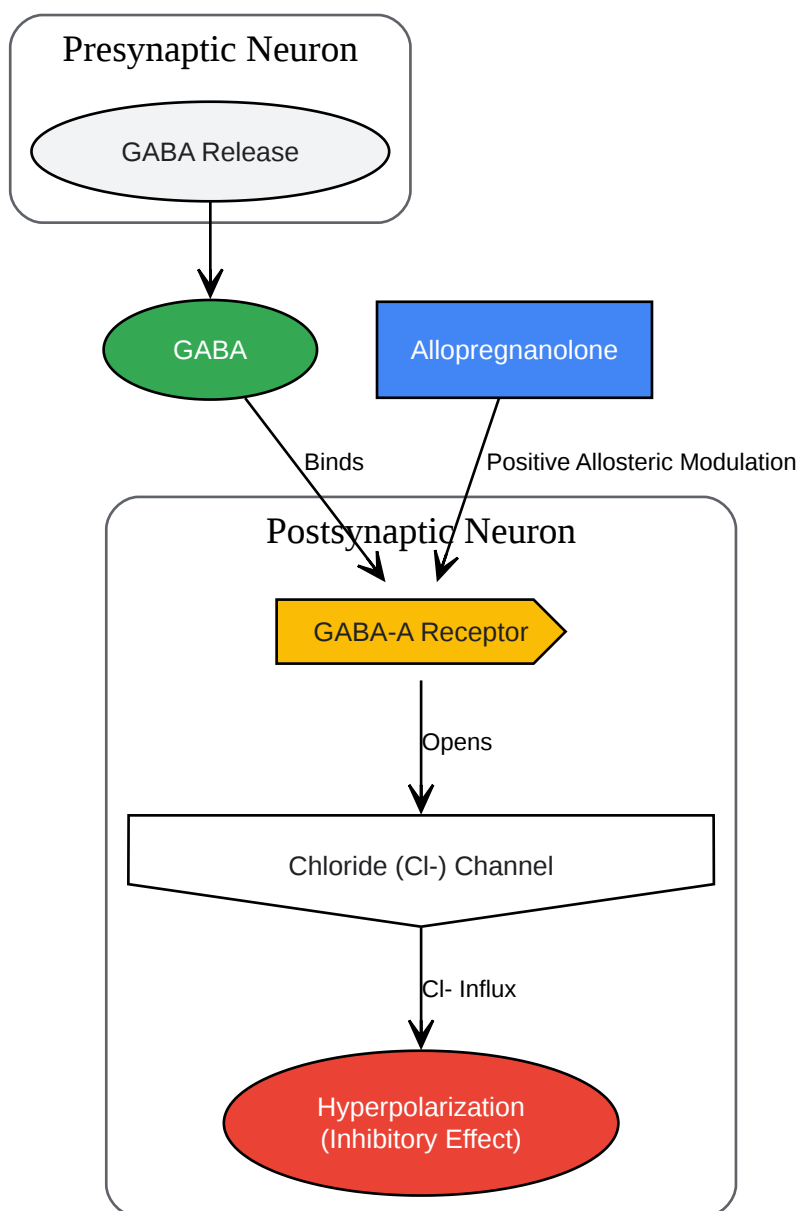 Presynaptic Neuron
GABA Release
GABA
Allopregnanolone
Binds
Positive Allosteric Modulation
Postsynaptic Neuron
GABA-A Receptor
Opens
Chloride (Cl-) Channel
Cl- Influx
Hyperpolarization
(Inhibitory Effect)